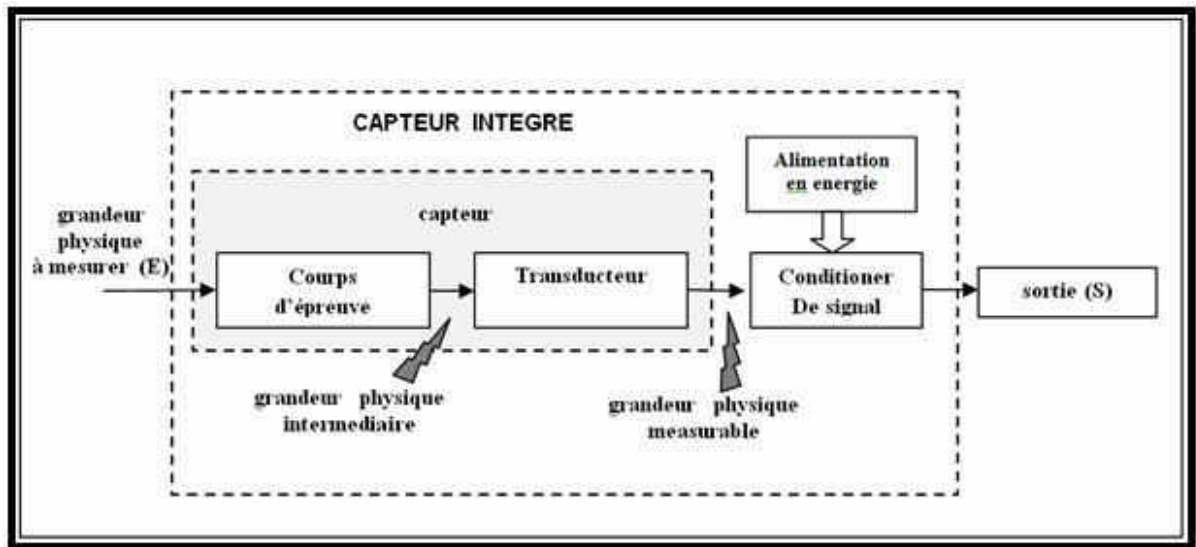 CAPTEUR INTEGRE
Alimentation
en energie
capteur
grandeur
physique
à mesurer (E)
Courps
d'épreuve
Transducteur
Conditioner
De signal
sortie (S)
grandeur physique
intermediaire
grandeur physique
measurable